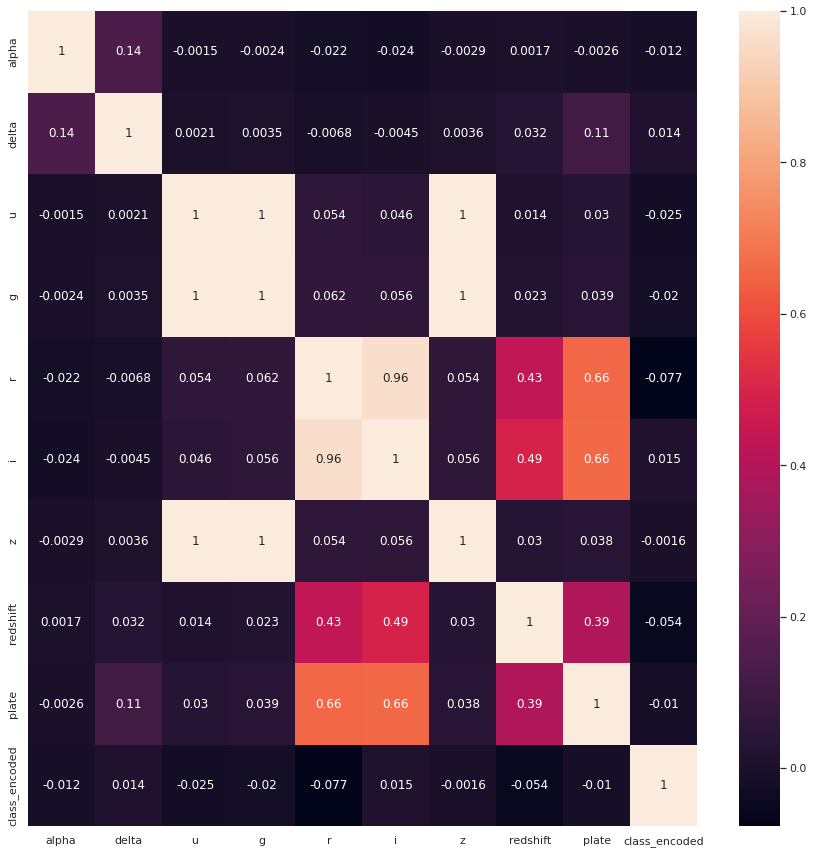 1.0
alpha 1 0.14 -0.0015 -0.0024 -0.022 -0.024 -0.0029 0.0017 -0.0026 -0.012
delta 0.14 1 0.0021 0.0035 -0.0068 -0.0045 0.0036 0.032 0.11 0.014
0.8
u -0.0015 0.0021 1 1 0.054 0.046 1 0.014 0.03 -0.025
g -0.0024 0.0035 1 1 0.062 0.056 1 0.023 0.039 -0.02
0.6
r -0.022 -0.0068 0.054 0.062 1 0.96 0.054 0.43 0.66 -0.077
i -0.024 -0.0045 0.046 0.056 0.96 1 0.056 0.49 0.66 0.015
0.4
z -0.0029 0.0036 1 1 0.054 0.056 1 0.03 0.038 -0.0016
redshift 0.0017 0.032 0.014 0.023 0.43 0.49 0.03 1 0.39 -0.054
0.2
plate -0.0026 0.11 0.03 0.039 0.66 0.66 0.038 0.39 1 -0.01
0.0
class_encoded -0.012 0.014 -0.025 -0.02 -0.077 0.015 -0.0016 -0.054 -0.01 1
alpha delta u g r i z redshift plate class_encoded